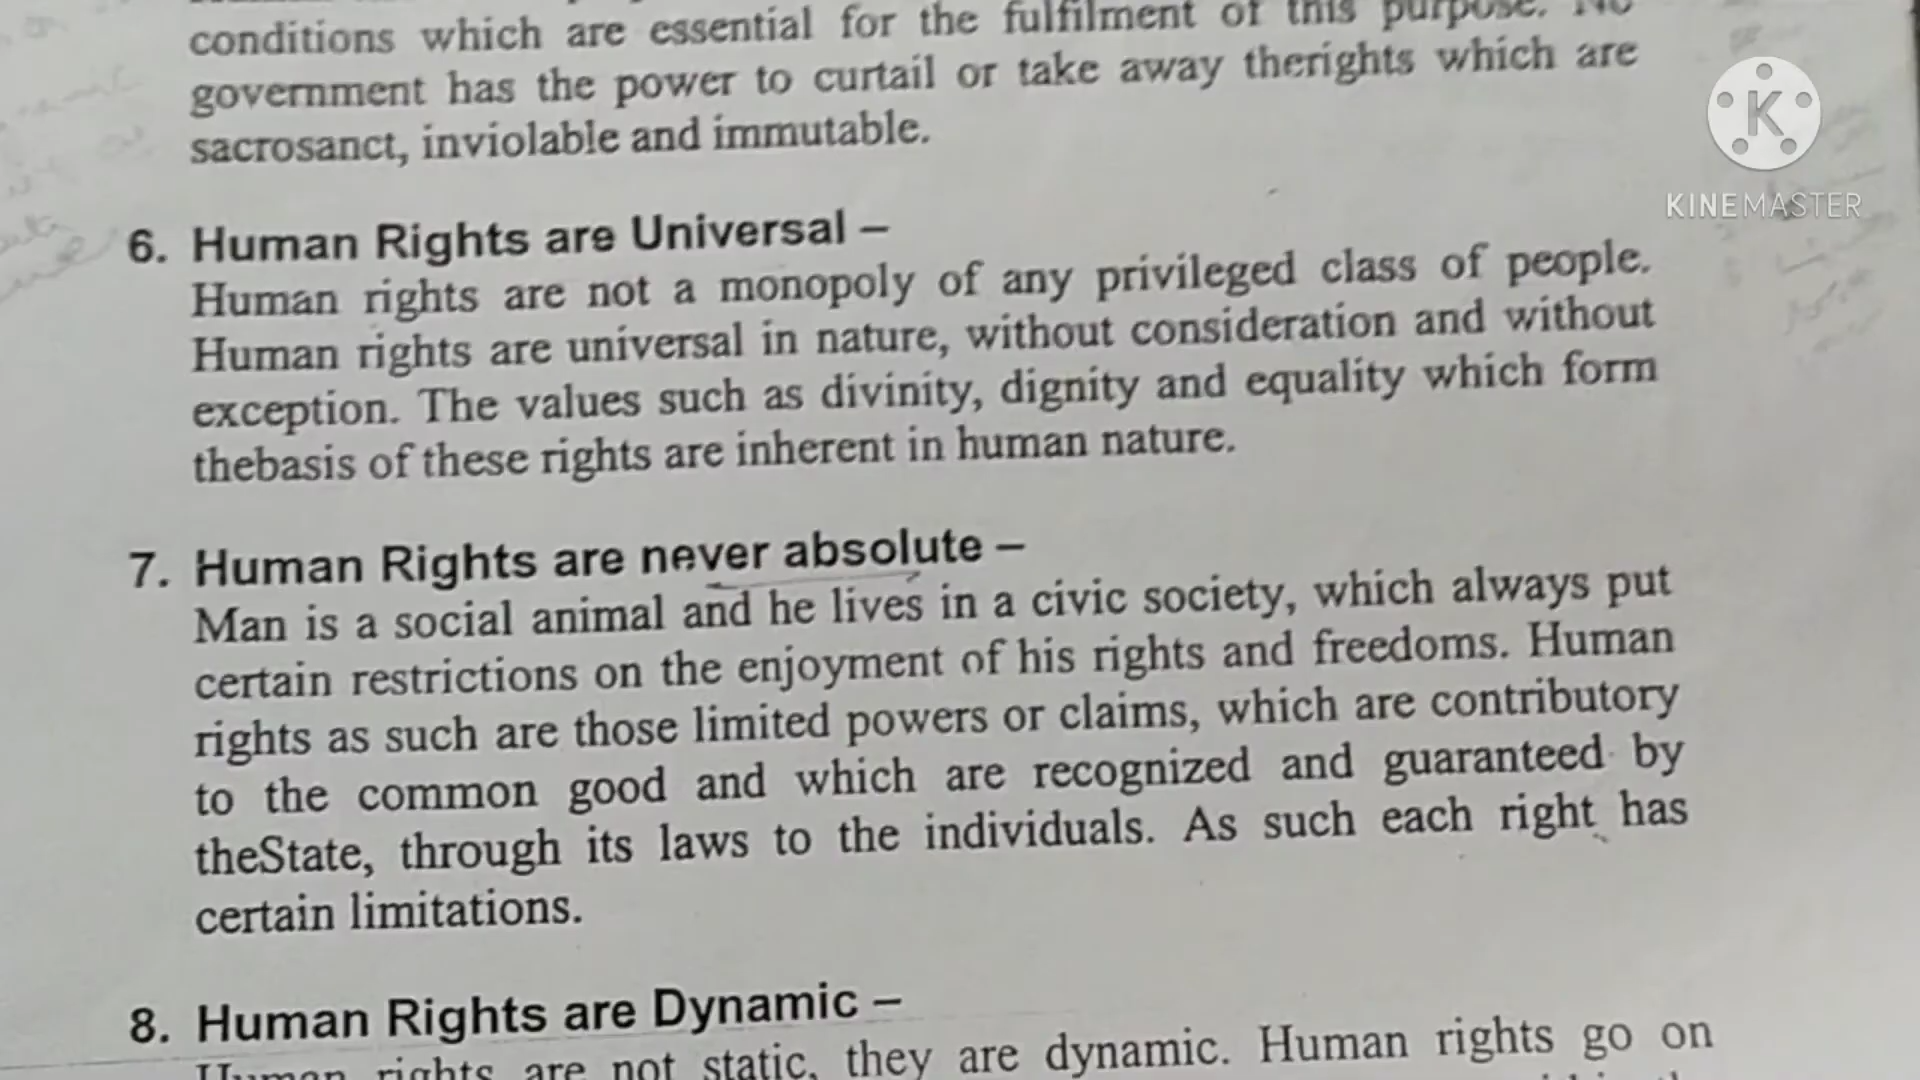 conditions which are essential for the fulfilment of this purpose. No
government has the power to curtail or take away therights which are
sacrosanct, inviolable and immutable.
6. Human Rights are Universal –
Human rights are not a monopoly of any privileged class of people.
Human rights are universal in nature, without consideration and without
exception. The values such as divinity, dignity and equality which form
thebasis of these rights are inherent in human nature.
7. Human Rights are never absolute –
Man is a social animal and he lives in a civic society, which always put
certain restrictions on the enjoyment of his rights and freedoms. Human
rights as such are those limited powers or claims, which are contributory
to the common good and which are recognized and guaranteed by
theState, through its laws to the individuals. As such each right has
certain limitations.
8. Human Rights are Dynamic –
Human rights are not static, they are dynamic. Human rights go on
K
KINEMASTER